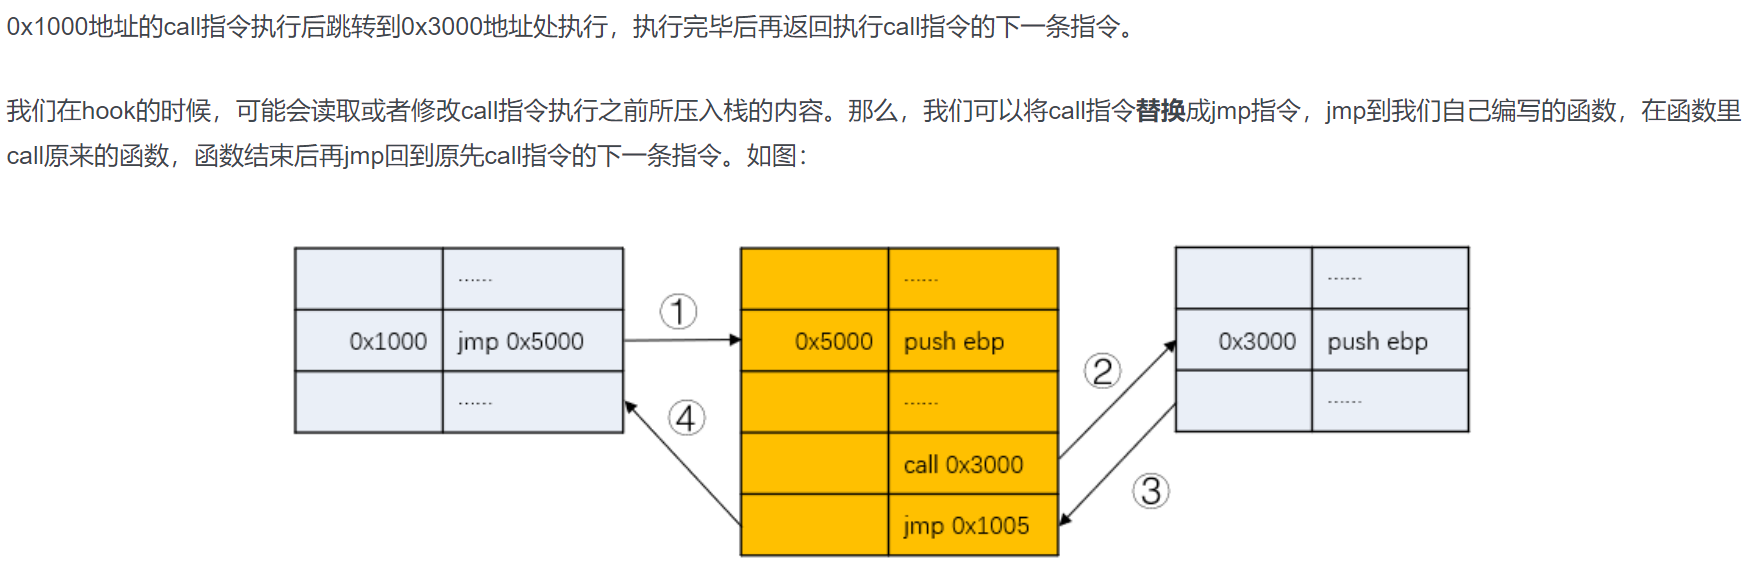 0x1000地址的call指令执行后跳转到0x3000地址处执行，执行完毕后再返回执行call指令的下一条指令。
我们在hook的时候，可能会读取或者修改call指令执行之前所压入栈的内容。那么，我们可以将call指令替换成jmp指令，jmp到我们自己编写的函数，在函数里
call原来的函数，函数结束后再jmp回到原先call指令的下一条指令。如图：
......
0x1000 jmp 0x5000
......
①
④
......
0x5000 push ebp
......
call 0x3000
jmp 0x1005
②
③
......
0x3000 push ebp
......